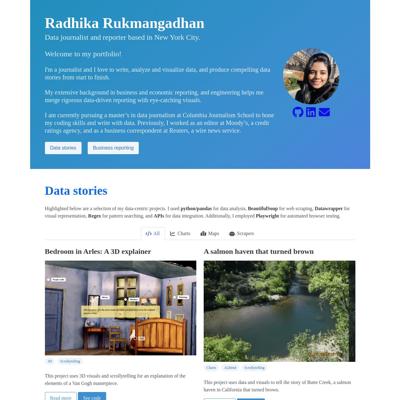 Radhika Rukmangadhan
Data journalist and reporter based in New York City.
Welcome to my portfolio!
I'm a journalist and I love to write, analyze and visualize data, and produce compelling data
stories from start to finish.
My extensive background in business and economic reporting, and engineering helps me
merge rigorous data-driven reporting with eye-catching visuals.
I am currently pursuing a master's in data journalism at Columbia Journalism School to hone
my coding skills and write with data. Previously, I worked as an editor at Moody's, a credit
ratings agency, and as a business correspondent at Reuters, a wire news service.
Data stories
Business reporting
Data stories
Highlighted below are a selection of my data-centric projects. I used python/pandas for data analysis, BeautifulSoup for web scraping, Datawrapper for
visual representation, Regex for pattern searching, and APIs for data integration. Additionally, I employed Playwright for automated browser testing.
All
Charts
Maps
Scrapers
Bedroom in Arles: A 3D explainer
A salmon haven that turned brown
3D
Scrollytelling
Charts
Scrollytelling
This project uses 3D visuals and scrollytelling for an explanation of the
elements of a Van Gogh masterpiece.
This project uses data and visuals to tell the story of Butte Creek, a salmon
haven in California that turned brown.
Read more
See code